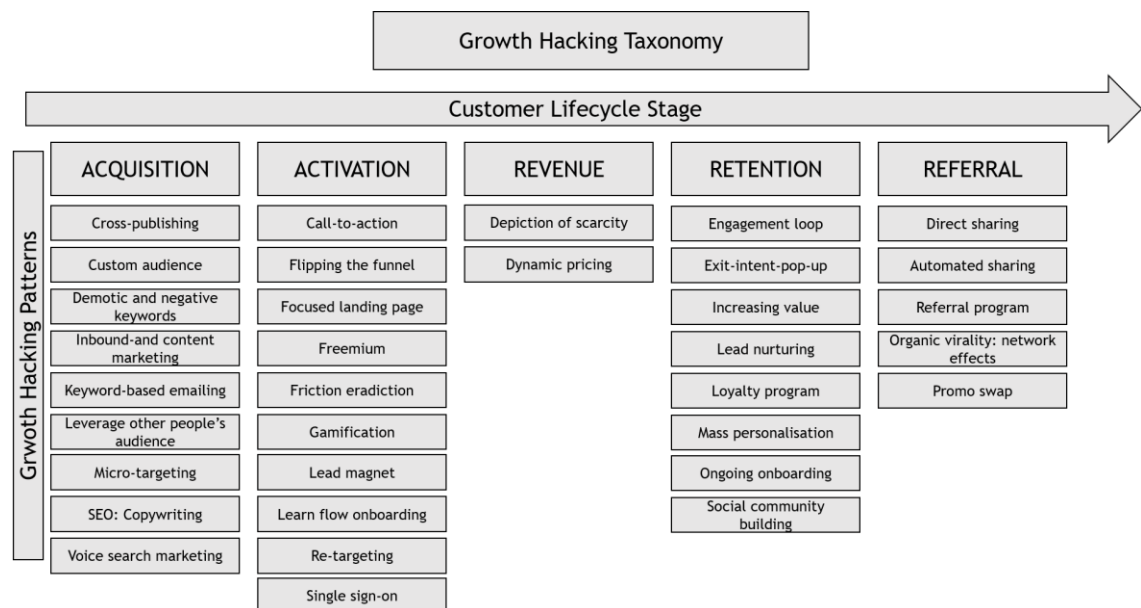 Growth Hacking Taxonomy
Customer Lifecycle Stage
Grwoth Hacking Patterns
ACQUISITION
Cross-publishing
Custom audience
Demotic and negative
keywords
Inbound-and content
marketing
Keyword-based emailing
Leverage other people's
audience
Micro-targeting
SEO: Copywriting
Voice search marketing
ACTIVATION
Call-to-action
Flipping the funnel
Focused landing page
Freemium
Friction eradiction
Gamification
Lead magnet
Learn flow onboarding
Re-targeting
Single sign-on
REVENUE
Depiction of scarcity
Dynamic pricing
RETENTION
Engagement loop
Exit-intent-pop-up
Increasing value
Lead nurturing
Loyalty program
Mass personalisation
Ongoing onboarding
Social community
building
REFERRAL
Direct sharing
Automated sharing
Referral program
Organic virality: network
effects
Promo swap